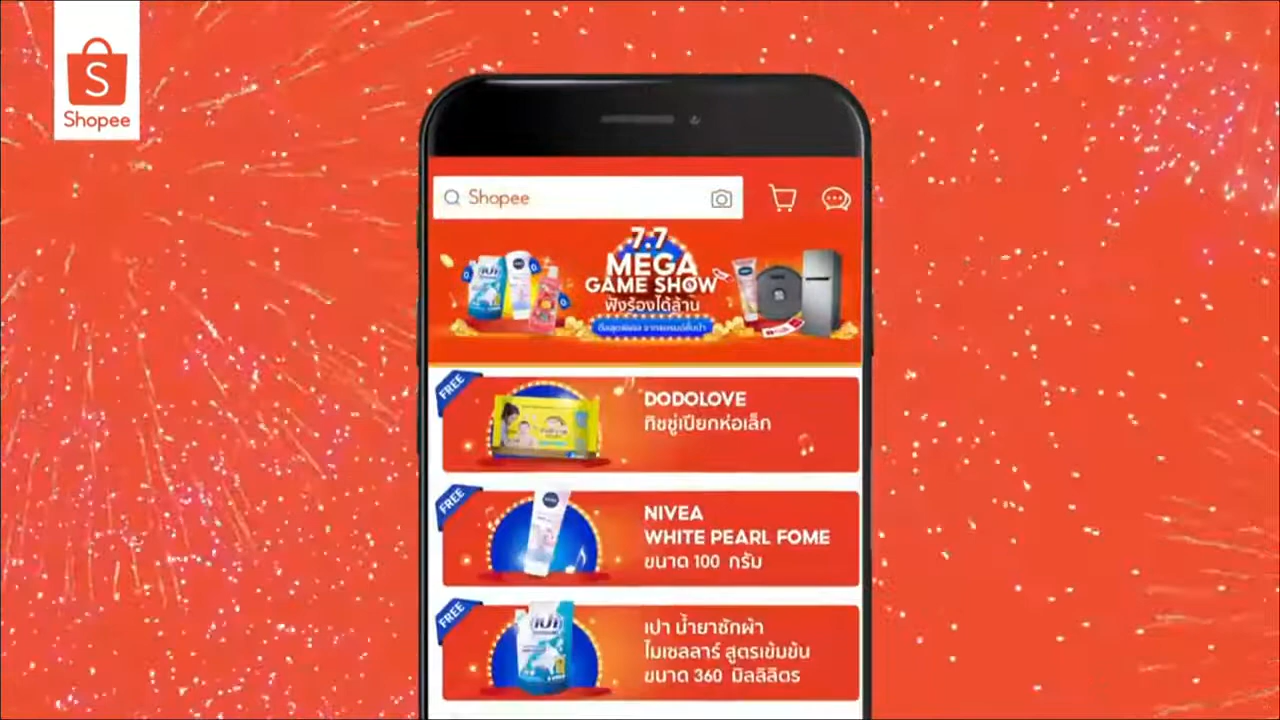 S
Shopee
Shopee
7.7
MEGA
GAME SHOW
ฟังร้องได้ล้าน
FREE
DODOLOVE
ทิชชู่เปียกห่อเล็ก
FREE
NIVEA
WHITE PEARL FOME
ขนาด 100 กรัม
FREE
เปา
เปา น้ำยาซักผ้า
ไมเซลลาร์ สูตรเข้มข้น
ขนาด 360 มิลลิลิตร